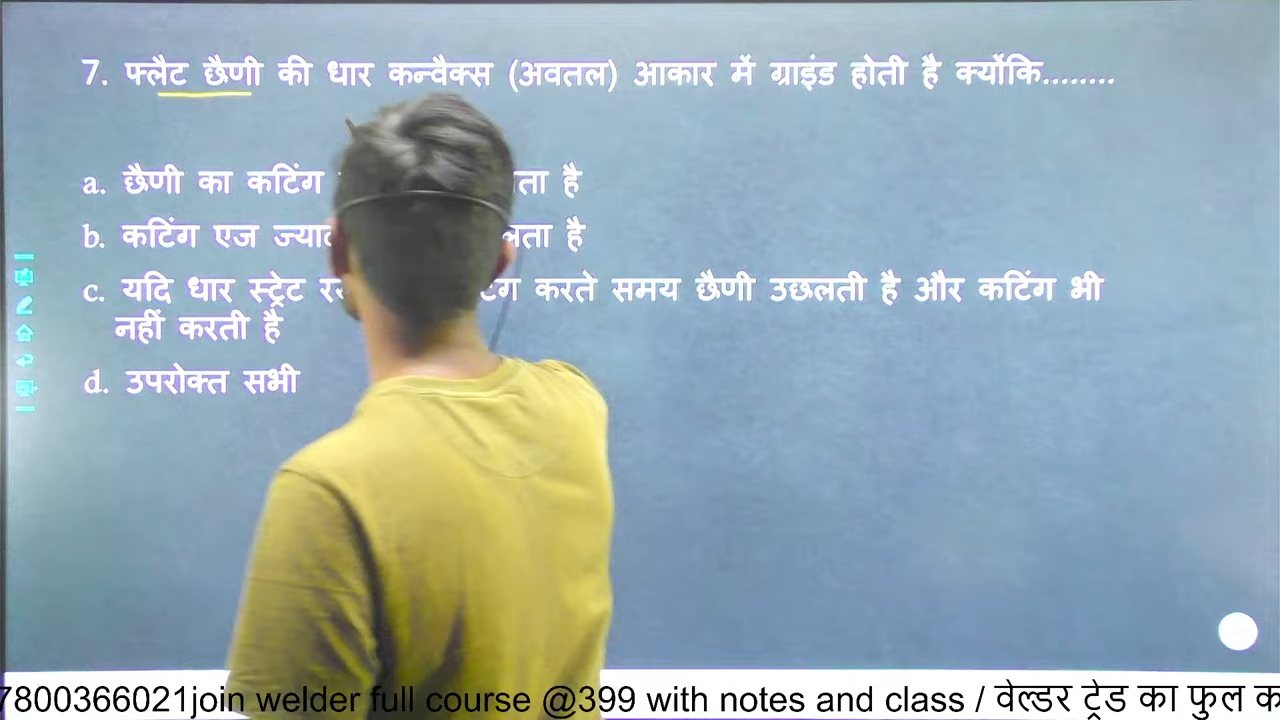 7. फ्लैट छैणी की धार कन्वैक्स (अवतल) आकार में ग्राइंड होती है क्योंकि........
a. छैणी का कटिंग है
b. कटिंग एज है
c. यदि धार स्ट्रेट करते समय छैणी उछलती है और कटिंग भी
नहीं करती है
d. उपरोक्त सभी
7800366021join welder full course @399 with notes and class / वेल्डर ट्रेड का फुल